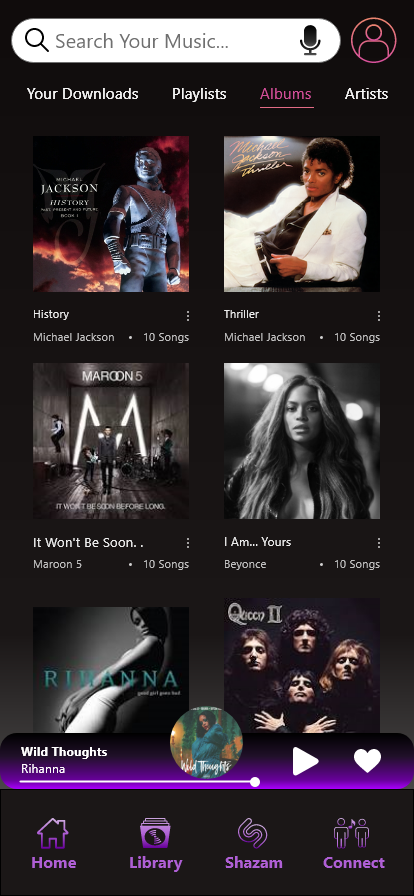 Search Your Music...
Your Downloads Playlists Albums Artists
MICHAEL
JACKSON
HISTORY
PAST, PRESENT AND FUTURE
BOOK I
Michael
Jackson
Thriller
History
Michael Jackson • 10 Songs
Thriller
Michael Jackson • 10 Songs
MAROON 5
IT WON'T BE SOON BEFORE LONG.
It Won't Be Soon. .
Maroon 5 • 10 Songs
I Am... Yours
Beyonce • 10 Songs
RIHANNA
good girl gone bad
Queen II
Wild Thoughts
Rihanna
Wild Thoughts
Home Library Shazam Connect